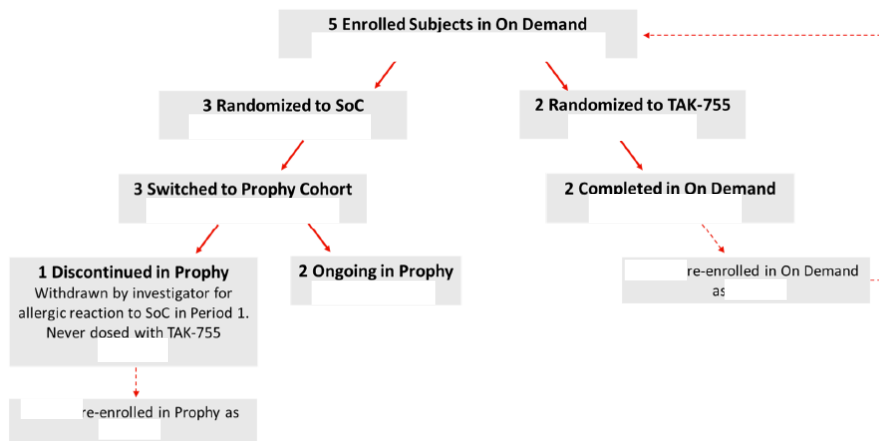 5 Enrolled Subjects in On Demand
3 Randomized to SoC
2 Randomized to TAK-755
3 Switched to Prophy Cohort
2 Completed in On Demand
1 Discontinued in Prophy
Withdrawn by investigator for
allergic reaction to SoC in Period 1.
Never dosed with TAK-755
2 Ongoing in Prophy
re-enrolled in On Demand
as
re-enrolled in Prophy as